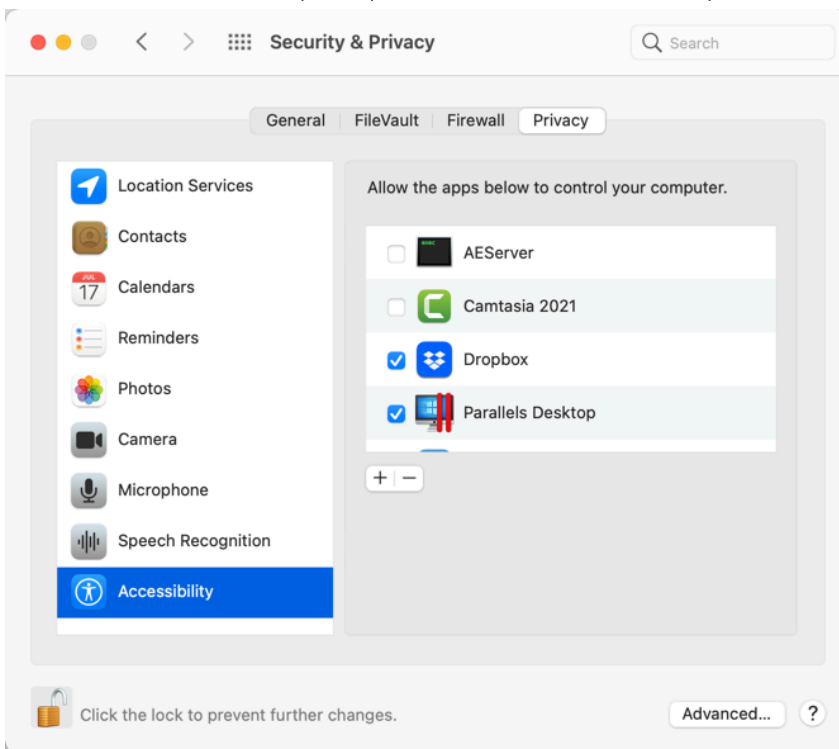 Security & Privacy
Search
General FileVault Firewall Privacy
Location Services
Contacts
JUL
17
Calendars
Reminders
Photos
Camera
Microphone
Speech Recognition
Accessibility
Allow the apps below to control your computer.
AEServer
Camtasia 2021
Dropbox
Parallels Desktop
+ −
Click the lock to prevent further changes.
Advanced... ?